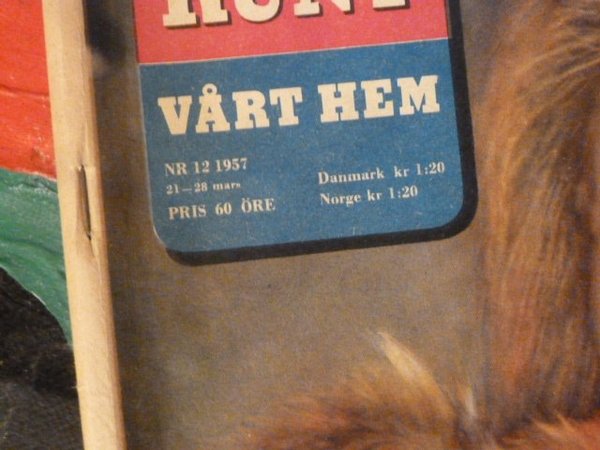 RUNT
VÅRT HEM
NR 12 1957
21—28 mars
PRIS 60 ÖRE
Danmark kr 1:20
Norge kr 1:20